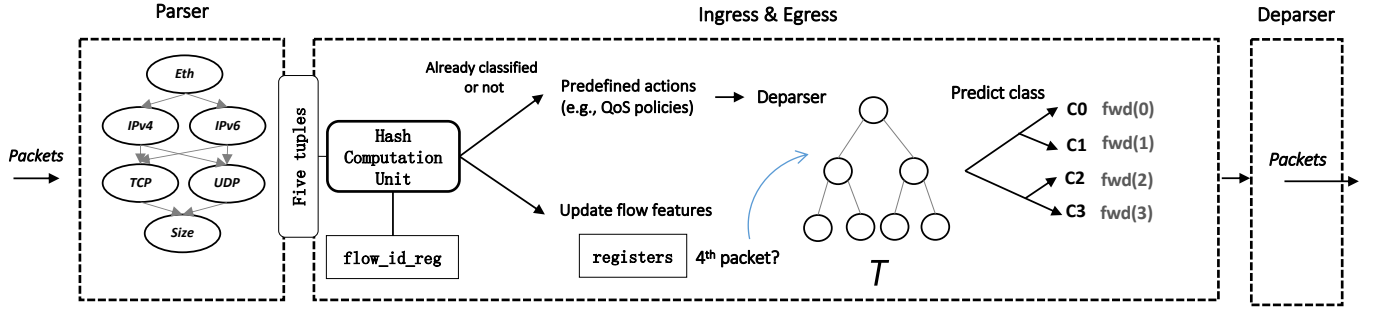 Parser
Ingress & Egress
Deparser
Packets
Eth
IPv4
IPv6
TCP
UDP
Size
Five tuples
Hash
Computation
Unit
flow_id_reg
Already classified
or not
Predefined actions
(e.g., QoS policies)
Deparser
Update flow features
registers
4th packet?
T
Predict class
C0 fwd(0)
C1 fwd(1)
C2 fwd(2)
C3 fwd(3)
Packets